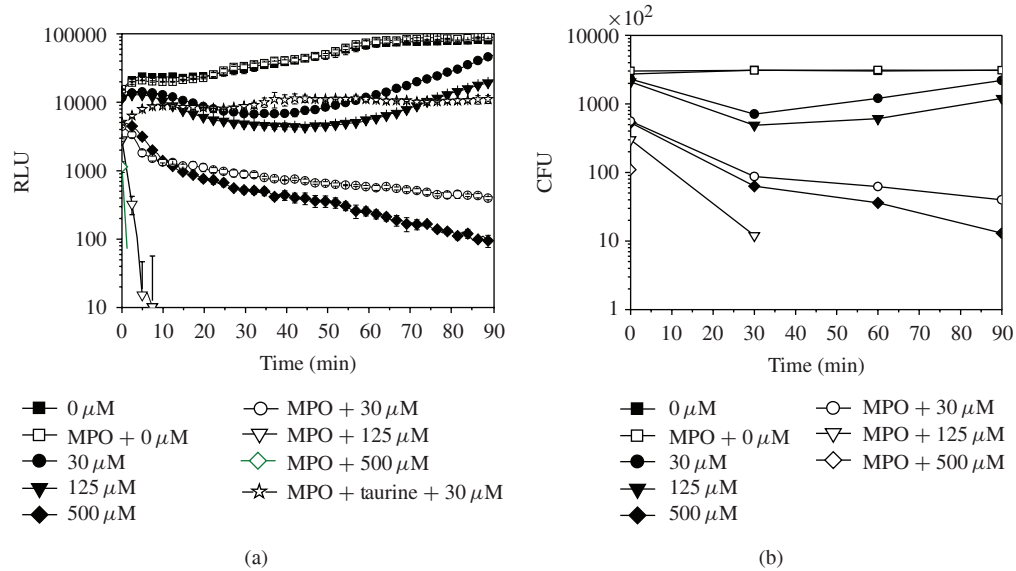 100000
10000
1000
100
10
RLU
0 10 20 30 40 50 60 70 80 90
Time (min)
0 μM
MPO + 0 μM
30 μM
125 μM
500 μM
MPO + 30 μM
MPO + 125 μM
MPO + 500 μM
MPO + taurine + 30 μM
(a)
×10²
10000
1000
100
10
1
CFU
0 10 20 30 40 50 60 70 80 90
Time (min)
0 μM
MPO + 0 μM
30 μM
125 μM
500 μM
MPO + 30 μM
MPO + 125 μM
MPO + 500 μM
(b)